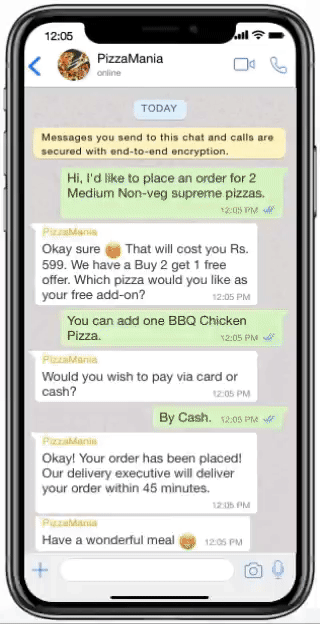 12:05
PizzaMania
online
TODAY
Messages you send to this chat and calls are
secured with end-to-end encryption.
Hi, I'd like to place an order for 2
Medium Non-veg supreme pizzas.
12:05 PM
PizzaMania
Okay sure 😊 That will cost you Rs.
599. We have a Buy 2 get 1 free
offer. Which pizza would you like as
your free add-on?
12:05 PM
You can add one BBQ Chicken
Pizza.
12:05 PM
PizzaMania
Would you wish to pay via card or
cash?
12:05 PM
By Cash. 12:05 PM
PizzaMania
Okay! Your order has been placed!
Our delivery executive will deliver
your order within 45 minutes.
12:05 PM
PizzaMania
Have a wonderful meal 😊 12:05 PM